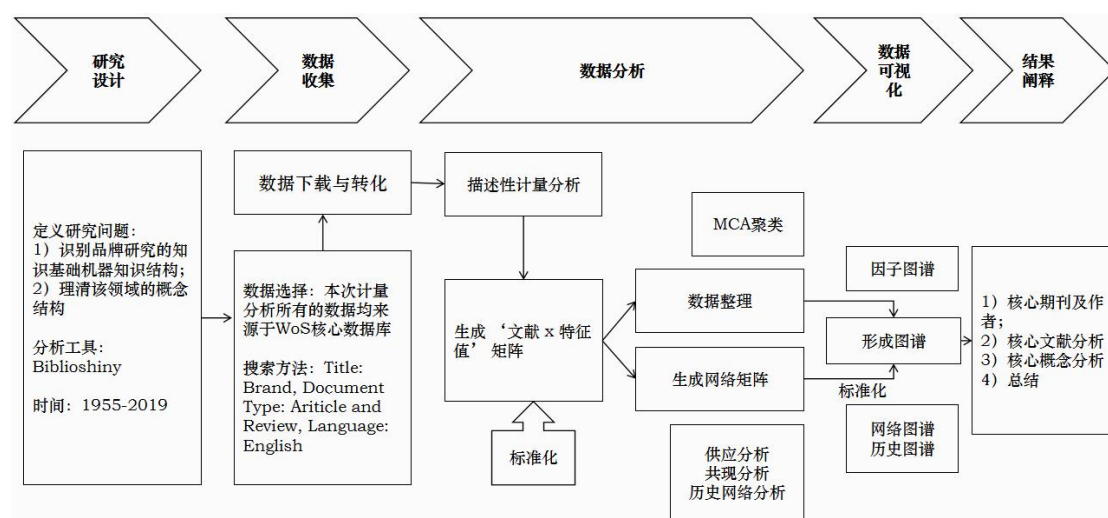 研究
设计
数据
收集
数据分析
数据
可视
化
结果
阐释
定义研究问题：
1）识别品牌研究的知
识基础机器知识结构；
2）理清该领域的概念
结构
分析工具：
Biblioshiny
时间：1955-2019
数据下载与转化
数据选择：本次计量
分析所有的数据均来
源于WoS核心数据库
搜索方法：Title:
Brand, Document
Type: Ariticle and
Review, Language:
English
描述性计量分析
生成‘文献 x 特征
值’矩阵
标准化
MCA聚类
数据整理
生成网络矩阵
供应分析
共现分析
历史网络分析
因子图谱
形成图谱
标准化
网络图谱
历史图谱
1）核心期刊及作
者；
2）核心文献分析
3）核心概念分析
4）总结